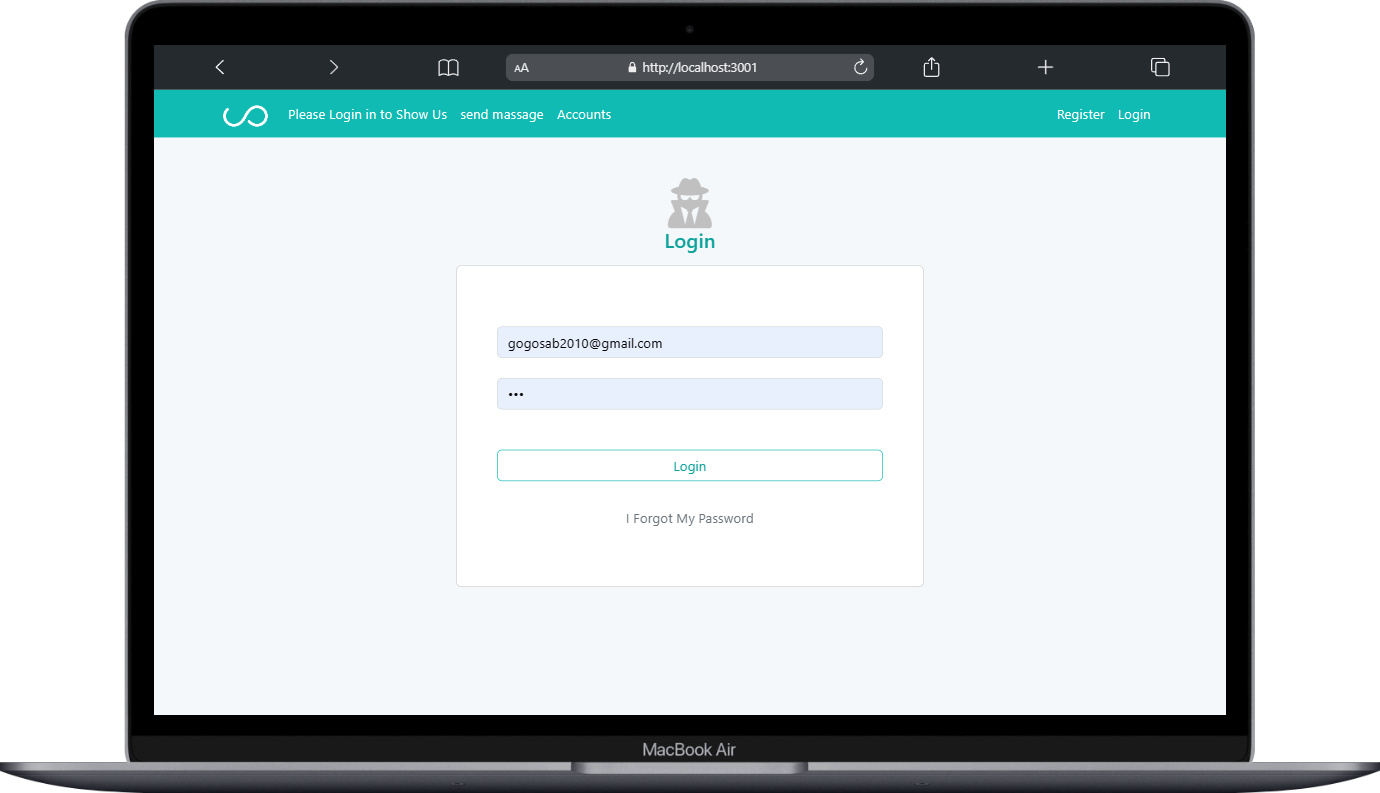 AA http://localhost:3001
Please Login in to Show Us send massage Accounts Register Login
Login
gogosab2010@gmail.com
•••
Login
I Forgot My Password
MacBook Air